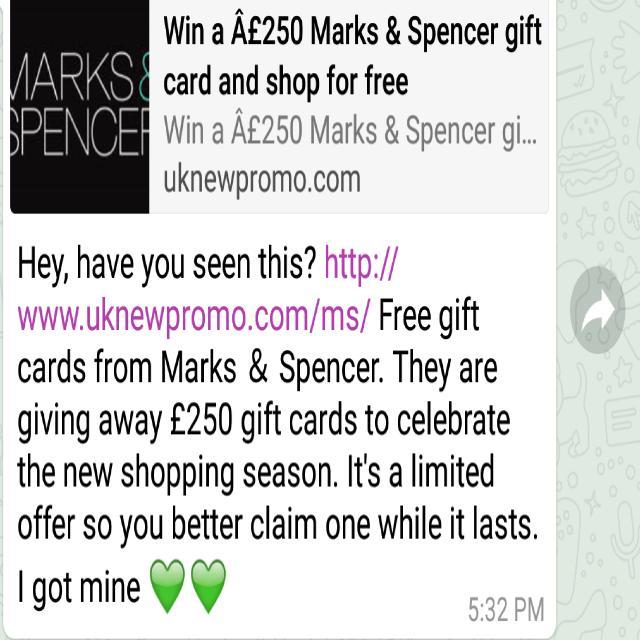 Win a Â£250 Marks & Spencer gift
card and shop for free
Win a Â£250 Marks & Spencer gi...
uknewpromo.com
MARKS&
SPENCER
Hey, have you seen this? http://
www.uknewpromo.com/ms/ Free gift
cards from Marks & Spencer. They are
giving away £250 gift cards to celebrate
the new shopping season. It's a limited
offer so you better claim one while it lasts.
I got mine 💚💚
5:32 PM